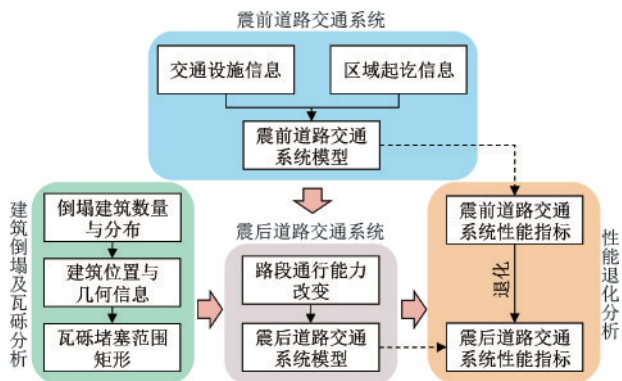 震前道路交通系统
交通设施信息
区域起讫信息
震前道路交通
系统模型
建筑倒塌及瓦砾分析
倒塌建筑数量
与分布
建筑位置与
几何信息
瓦砾堵塞范围
矩形
震后道路交通系统
路段通行能力
改变
震后道路交通
系统模型
震前道路交通
系统性能指标
退化
震后道路交通
系统性能指标
性能退化分析